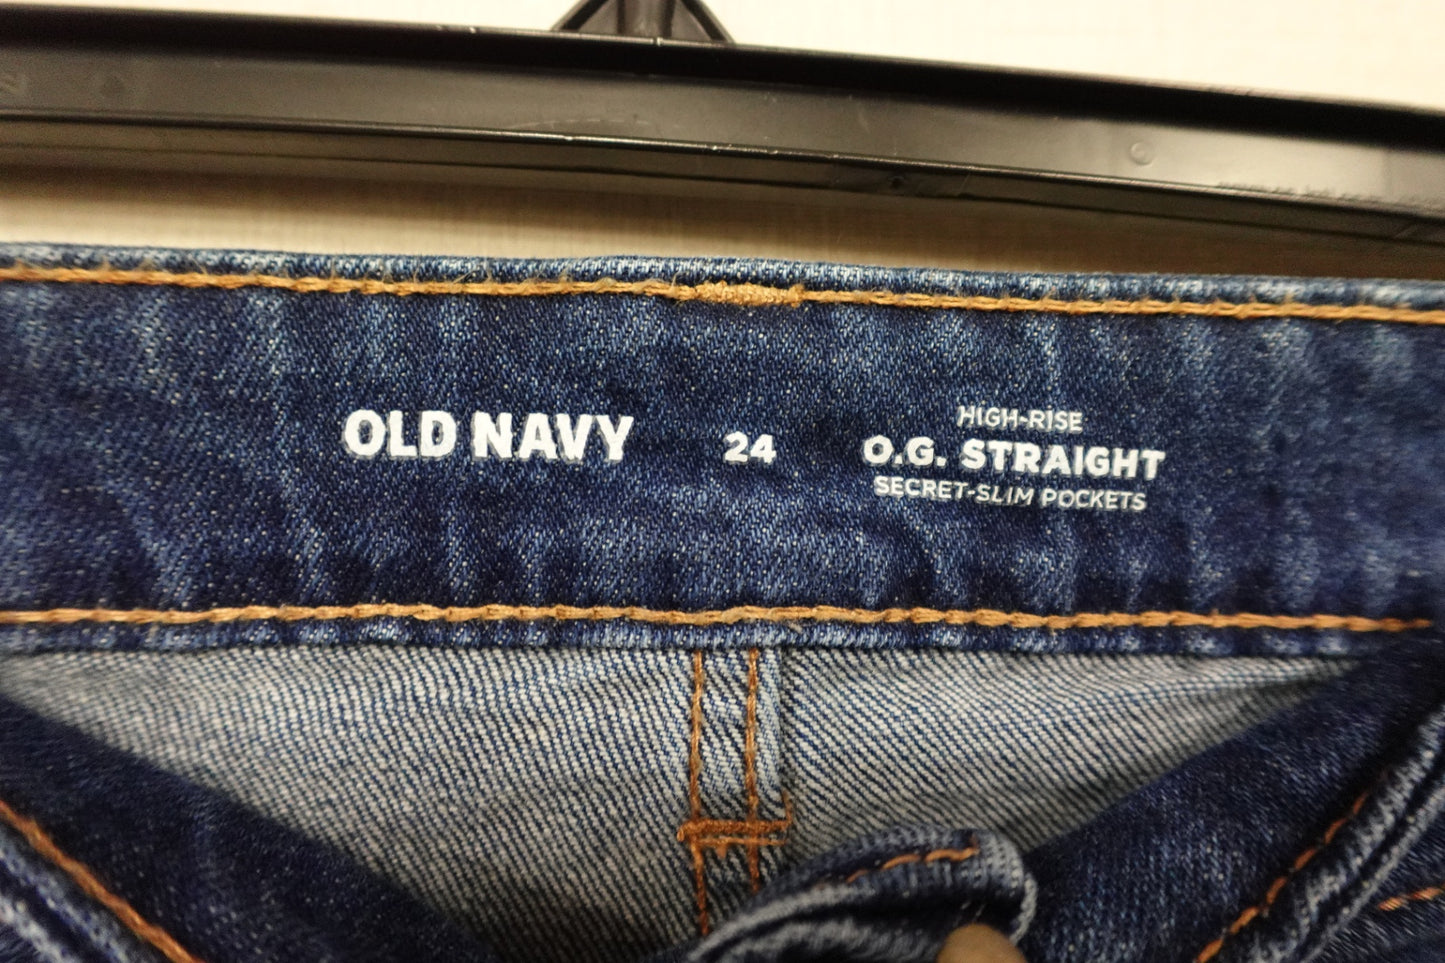 OLD NAVY
24
HIGH-RISE
O.G. STRAIGHT
SECRET-SLIM POCKETS